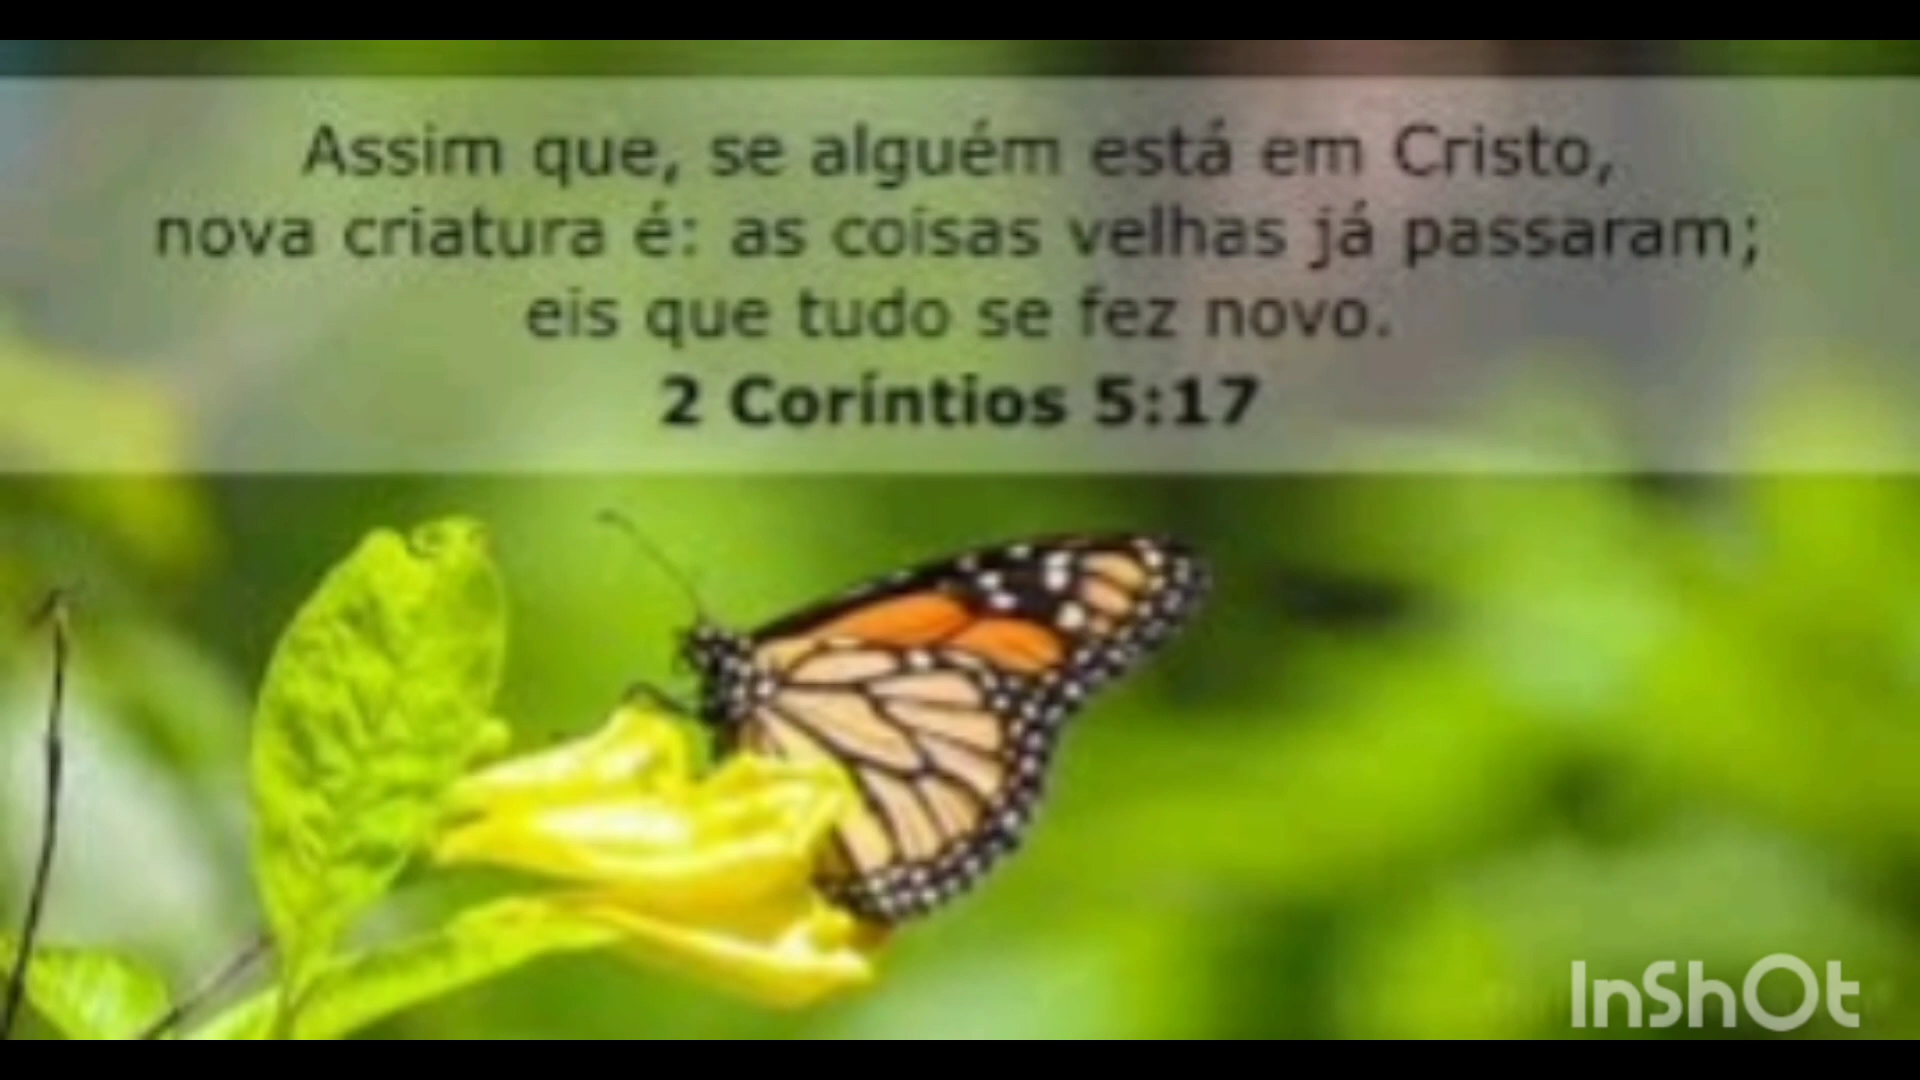 Assim que, se alguém está em Cristo,
nova criatura é: as coisas velhas já passaram;
eis que tudo se fez novo.
2 Coríntios 5:17
InShOt